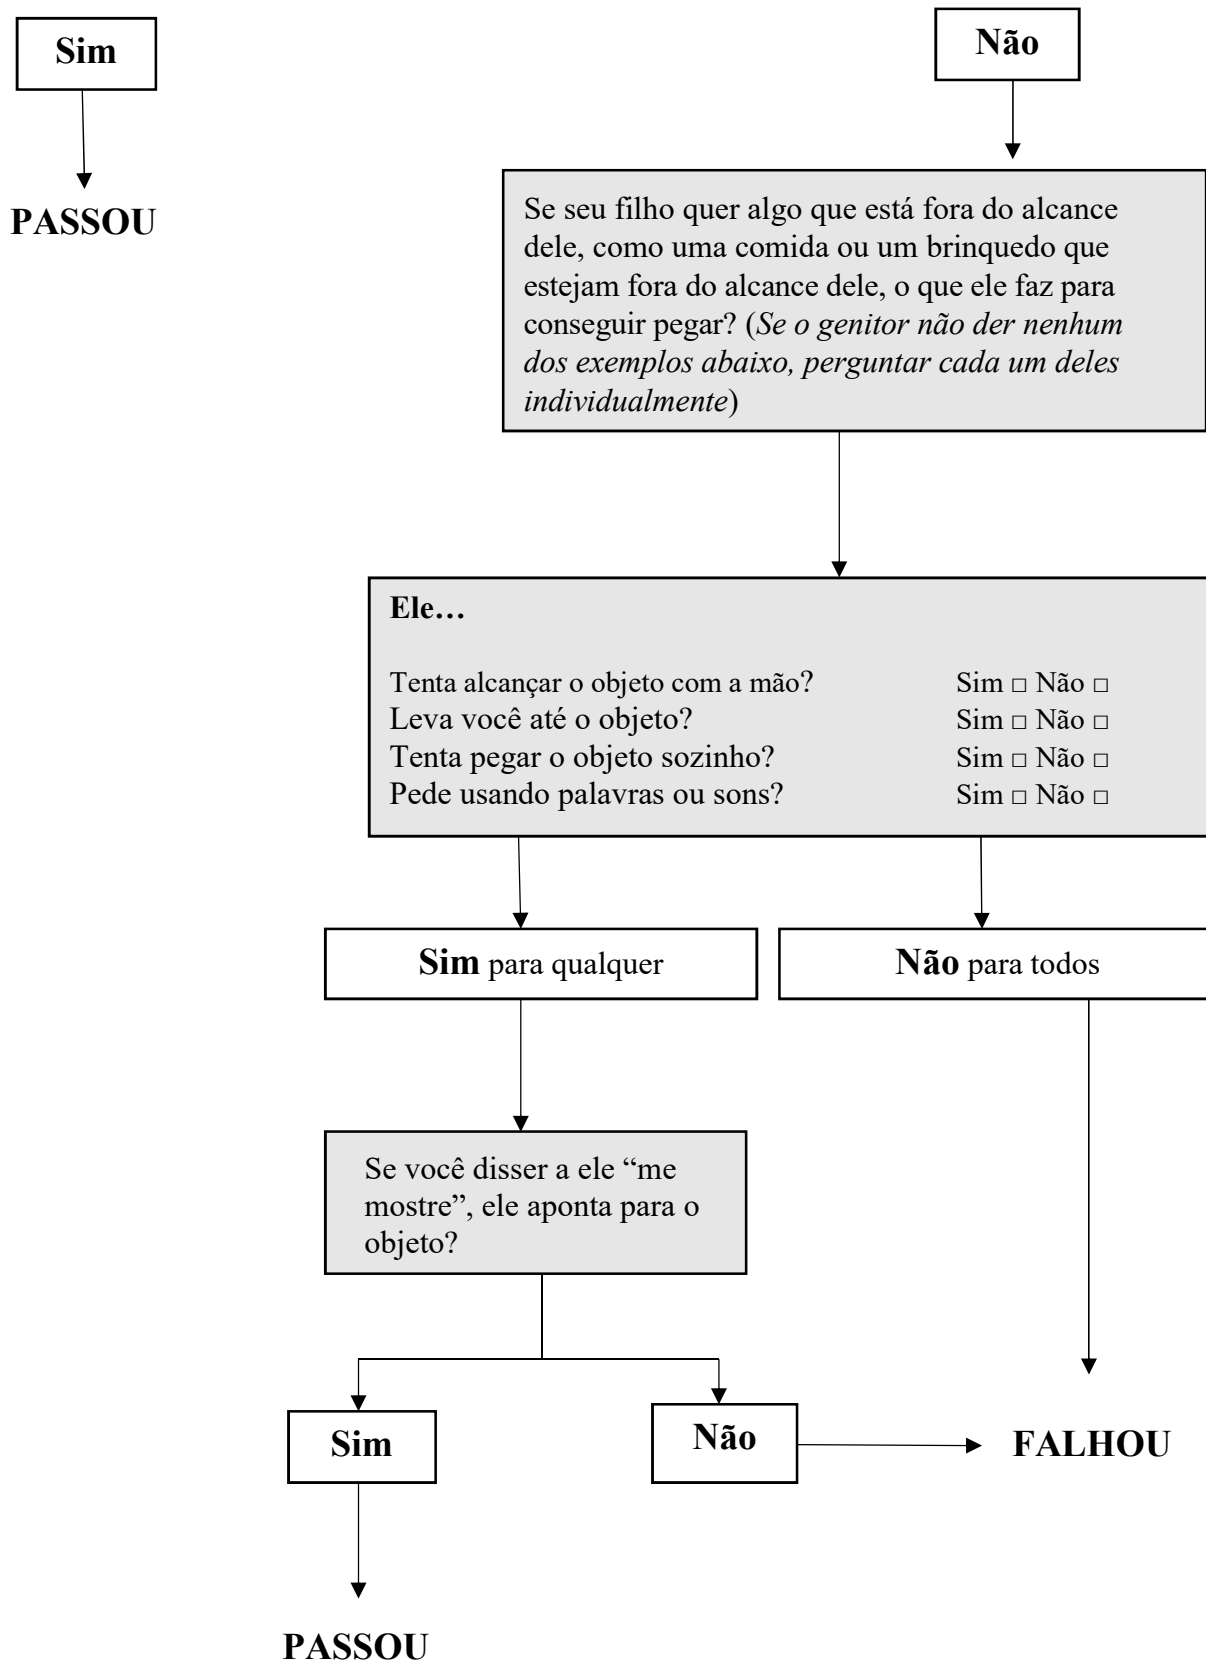 Sim
Não
PASSOU
Se seu filho quer algo que está fora do alcance
dele, como uma comida ou um brinquedo que
estejam fora do alcance dele, o que ele faz para
conseguir pegar? (Se o genitor não der nenhum
dos exemplos abaixo, perguntar cada um deles
individualmente)
Ele…
Tenta alcançar o objeto com a mão? Sim □ Não □
Leva você até o objeto? Sim □ Não □
Tenta pegar o objeto sozinho? Sim □ Não □
Pede usando palavras ou sons? Sim □ Não □
Sim para qualquer
Não para todos
Se você disser a ele “me
mostre”, ele aponta para o
objeto?
Sim
Não
FALHOU
PASSOU